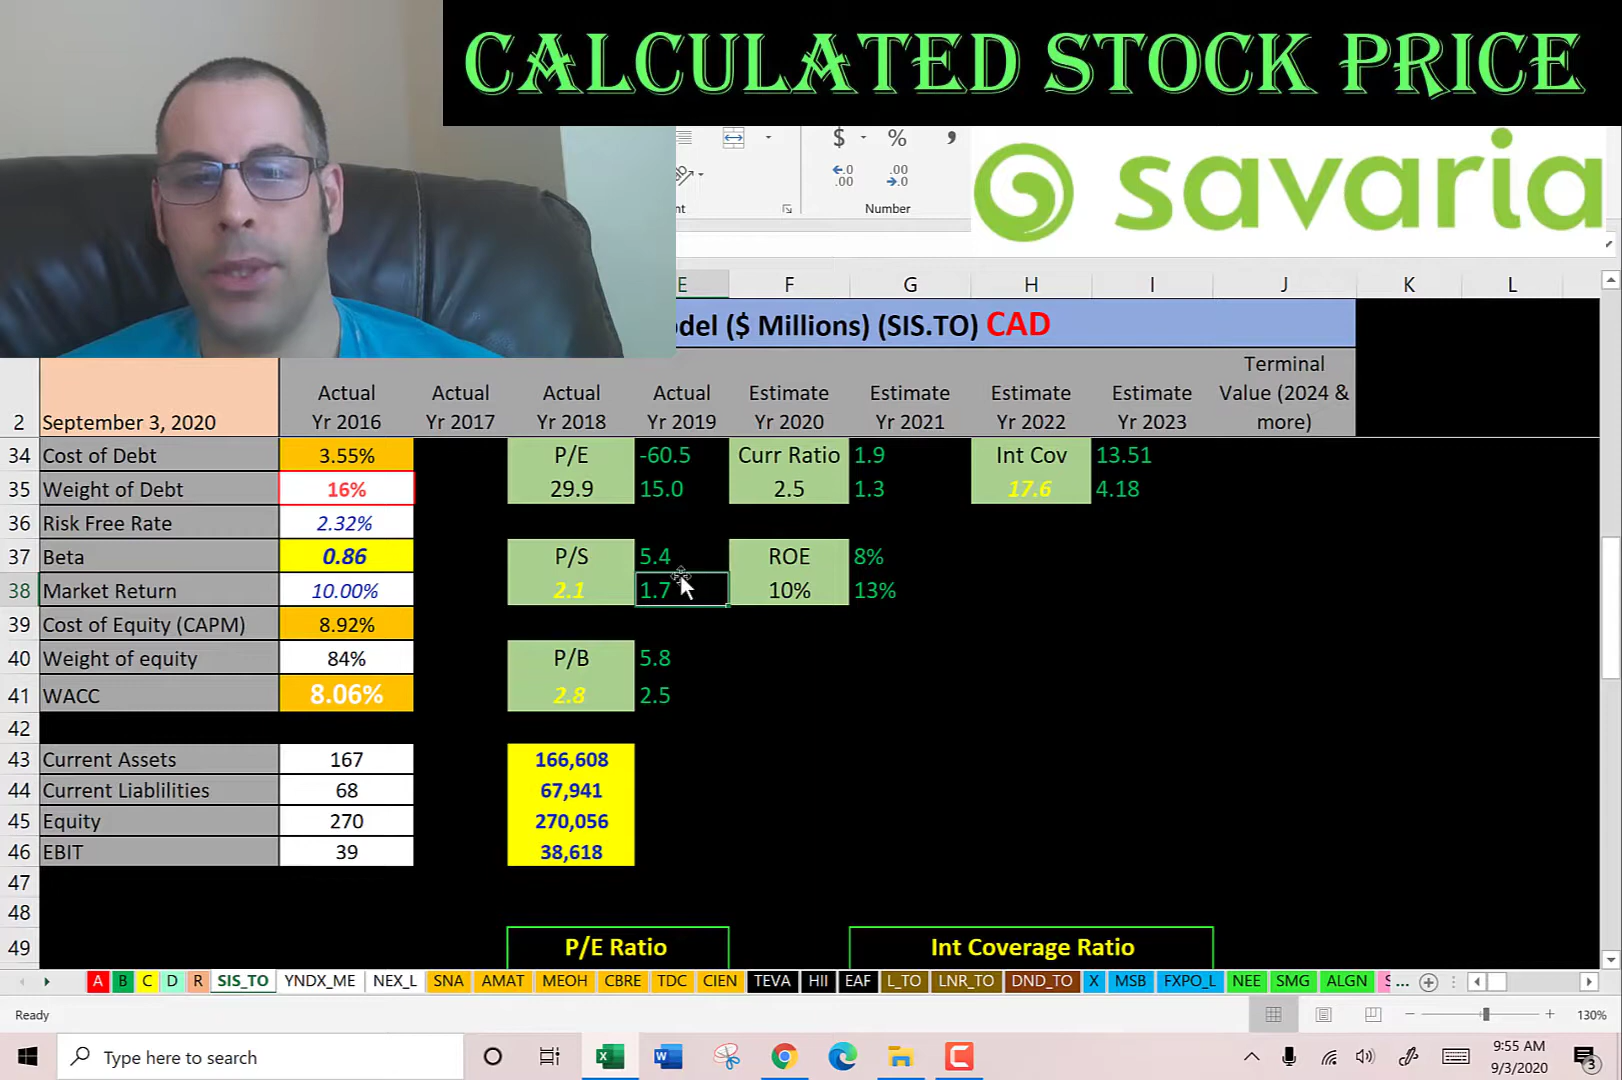 CALCULATED STOCK PRICE
savaria
$ % ,
.00
.00
.0
nt
Number
E F G H I J K L
odel ($ Millions) (SIS.TO) CAD
2 September 3, 2020 Actual Yr 2016 Actual Yr 2017 Actual Yr 2018 Actual Yr 2019 Estimate Yr 2020 Estimate Yr 2021 Estimate Yr 2022 Estimate Yr 2023 Terminal Value (2024 & more)
34 Cost of Debt 3.55% P/E -60.5 Curr Ratio 1.9 Int Cov 13.51
35 Weight of Debt 16% 29.9 15.0 2.5 1.3 17.6 4.18
36 Risk Free Rate 2.32%
37 Beta 0.86 P/S 5.4 ROE 8%
38 Market Return 10.00% 2.1 1.7 10% 13%
39 Cost of Equity (CAPM) 8.92%
40 Weight of equity 84% P/B 5.8
41 WACC 8.06% 2.8 2.5
42
43 Current Assets 167 166,608
44 Current Liablilities 68 67,941
45 Equity 270 270,056
46 EBIT 39 38,618
47
48
49 P/E Ratio Int Coverage Ratio
A B C D R SIS_TO YNDX_ME NEX_L SNA AMAT MEOH CBRE TDC CIEN TEVA HII EAF L_TO LNR_TO DND_TO X MSB FXPO_L NEE SMG ALGN ...
Ready 130%
Type here to search 9:55 AM
9/3/2020
3